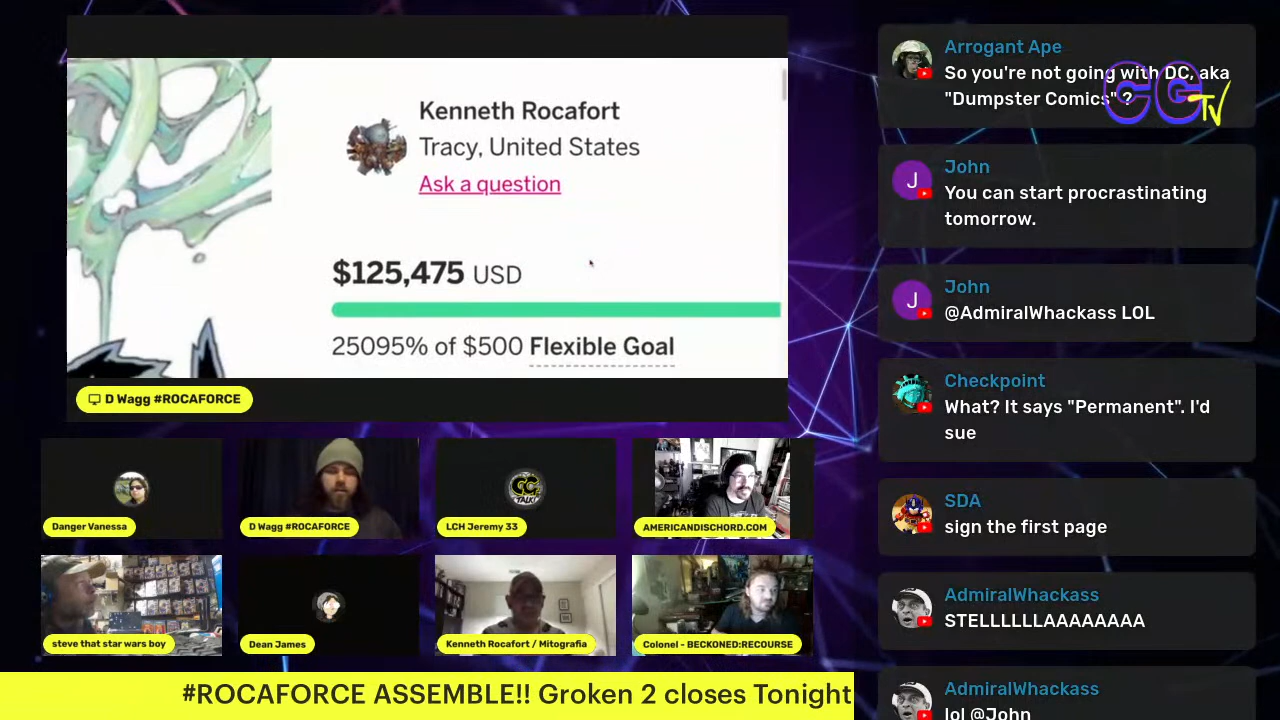 Kenneth Rocafort
Tracy, United States
Ask a question
$125,475 USD
25095% of $500 Flexible Goal
D Wagg #ROCAFORCE
Danger Vanessa
D Wagg #ROCAFORCE
CC
TALK!
LCH Jeremy 33
AMERICANDISCHORD.COM
steve that star wars boy
Dean James
Kenneth Rocafort / Mitografia
Colonel - BECKONED:RECOURSE
#ROCAFORCE ASSEMBLE!! Groken 2 closes Tonight
Arrogant Ape
So you're not going with DC, aka
"Dumpster Comics" ?
CG TV
J
John
You can start procrastinating
tomorrow.
J
John
@AdmiralWhackass LOL
Checkpoint
What? It says "Permanent". I'd
sue
SDA
sign the first page
AdmiralWhackass
STELLLLLLAAAAAAAA
AdmiralWhackass
lol @John